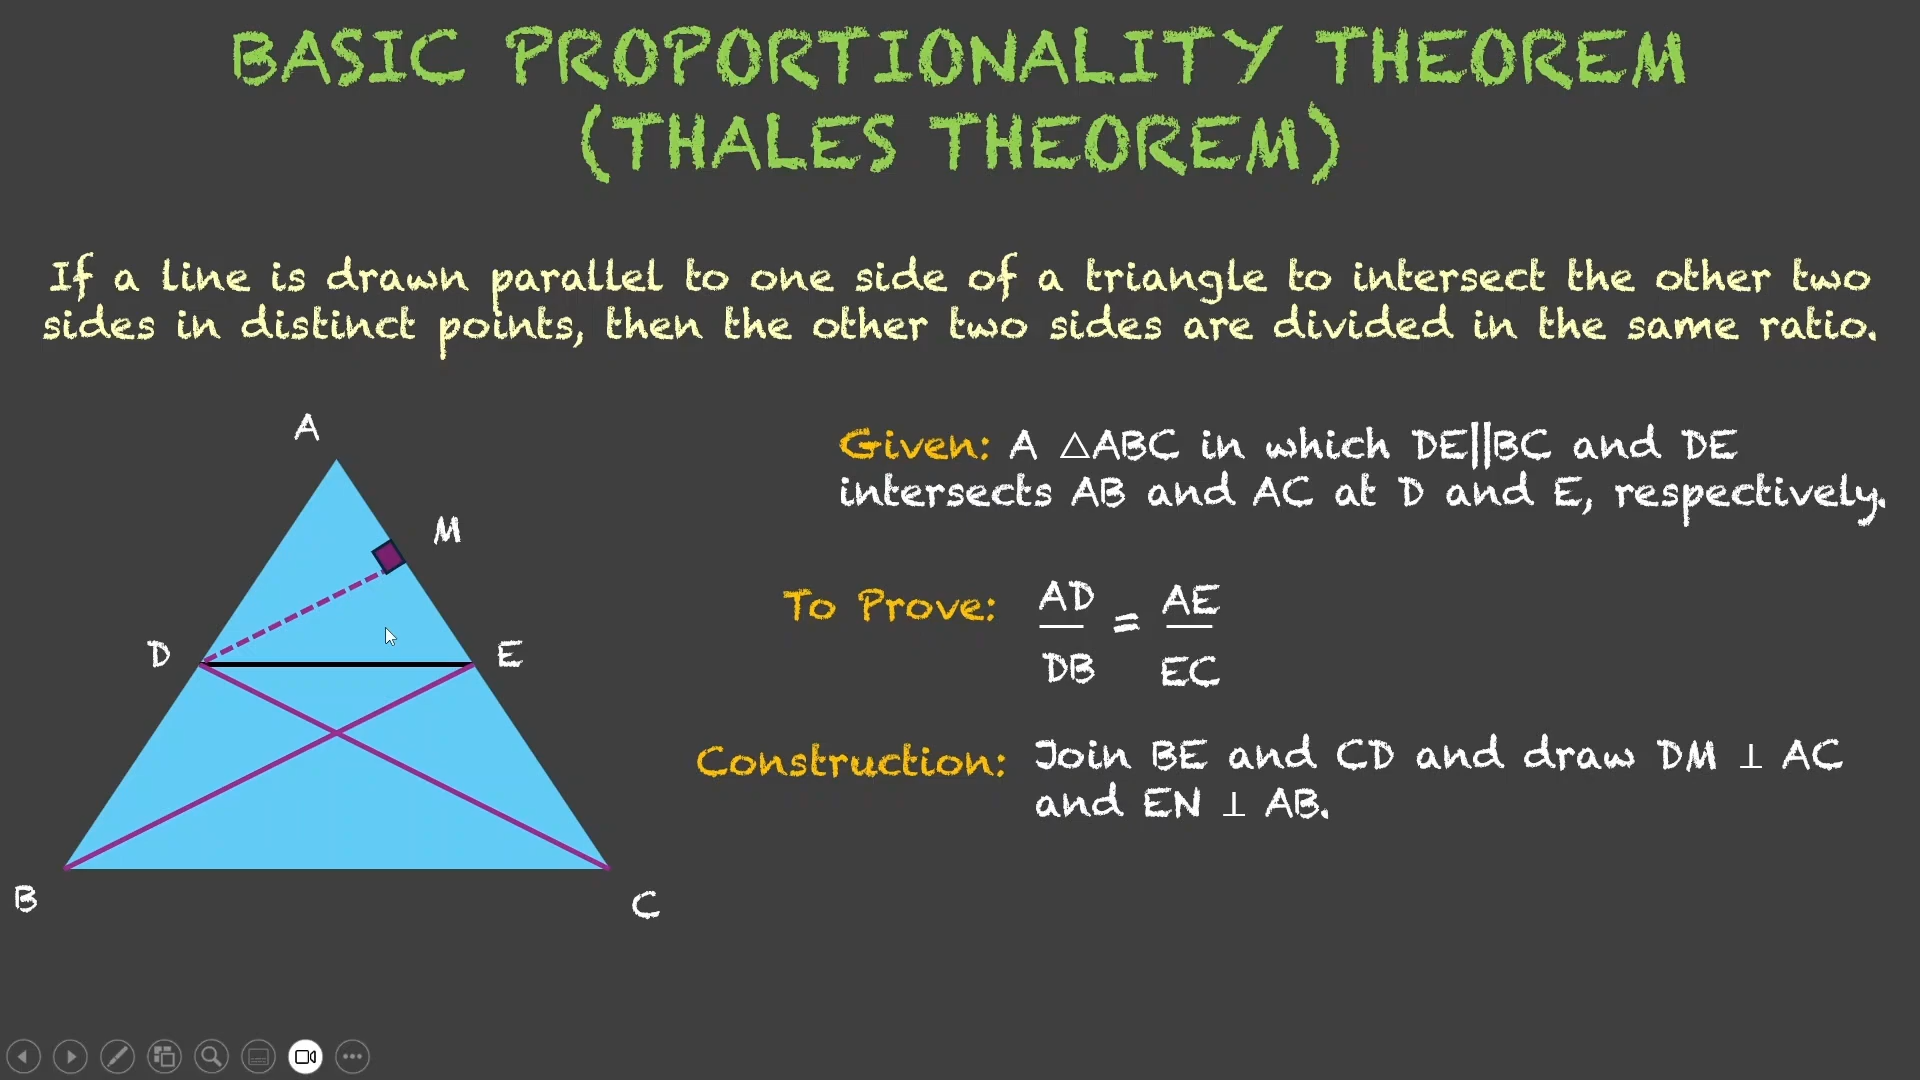 BASIC PROPORTIONALITY THEOREM
(THALES THEOREM)
If a line is drawn parallel to one side of a triangle to intersect the other two
sides in distinct points, then the other two sides are divided in the same ratio.
A
M
D
E
B
C
Given: A △ABC in which DE||BC and DE
intersects AB and AC at D and E, respectively.
To Prove: AD/DB = AE/EC
Construction: Join BE and CD and draw DM ⊥ AC
and EN ⊥ AB.